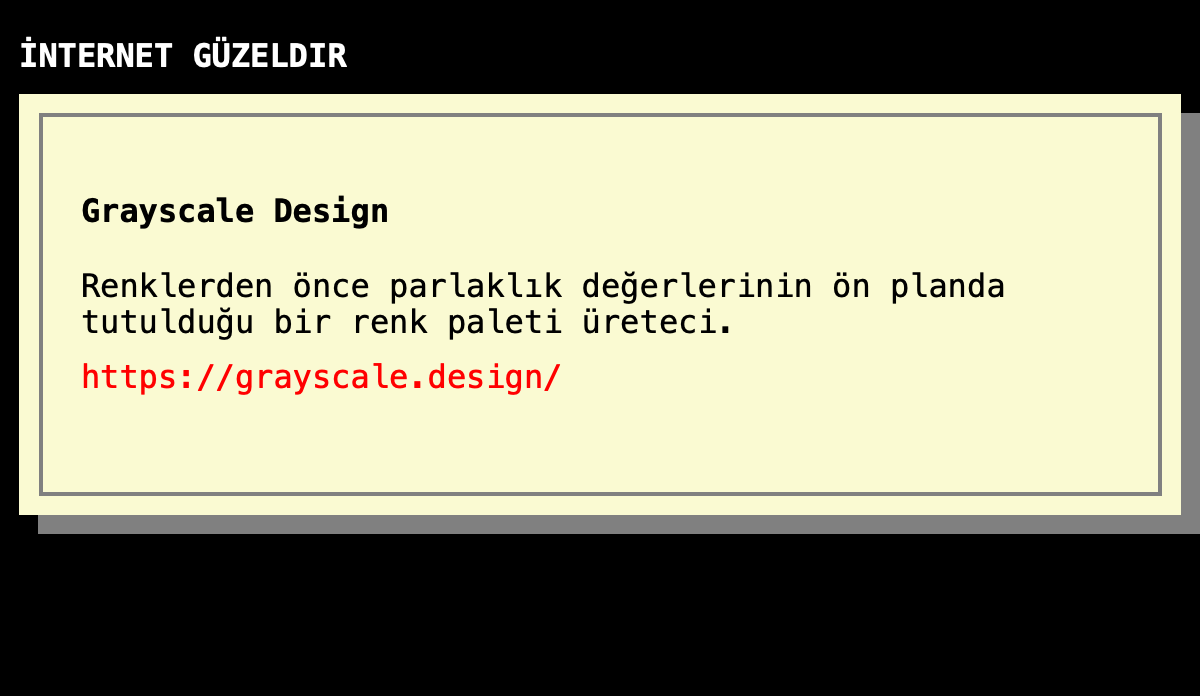 İNTERNET GÜZELDIR
Grayscale Design
Renklerden önce parlaklık değerlerinin ön planda
tutulduğu bir renk paleti üreteci.
https://grayscale.design/